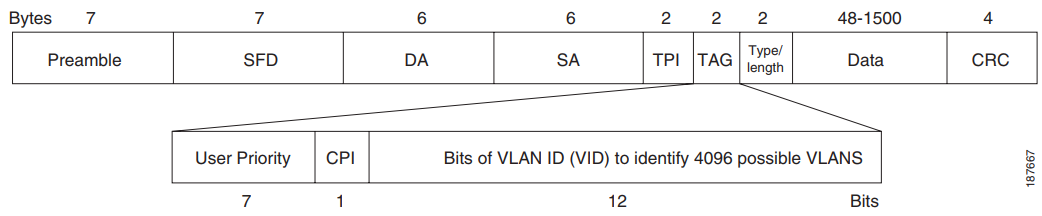 Bytes 7 7 6 6 2 2 2 48-1500 4
Preamble SFD DA SA TPI TAG Type/length Data CRC
User Priority CPI Bits of VLAN ID (VID) to identify 4096 possible VLANS
7 1 12 Bits
187667